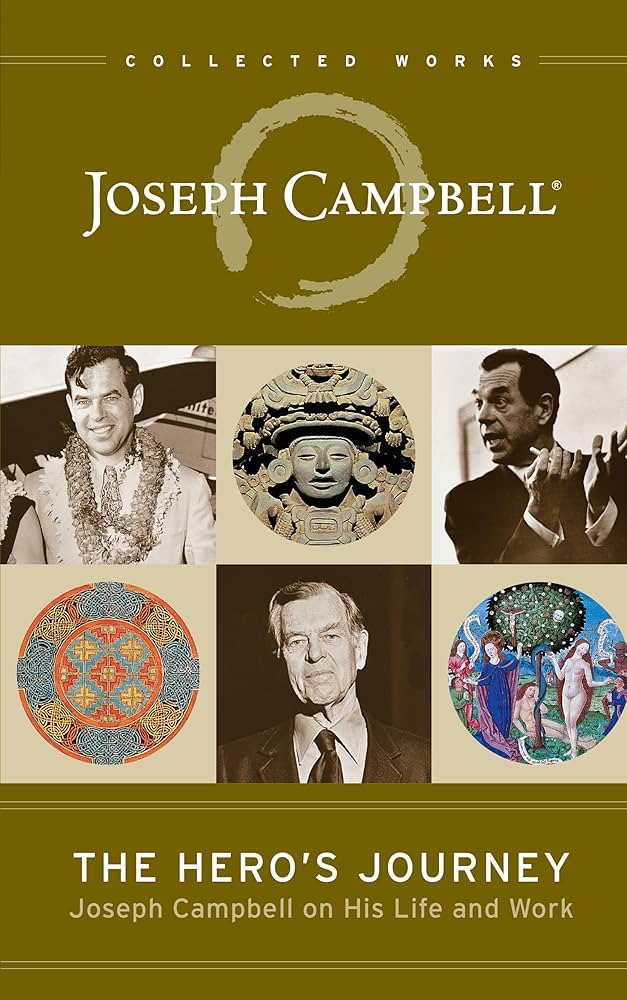 COLLECTED WORKS
JOSEPH CAMPBELL®
THE HERO'S JOURNEY
Joseph Campbell on His Life and Work